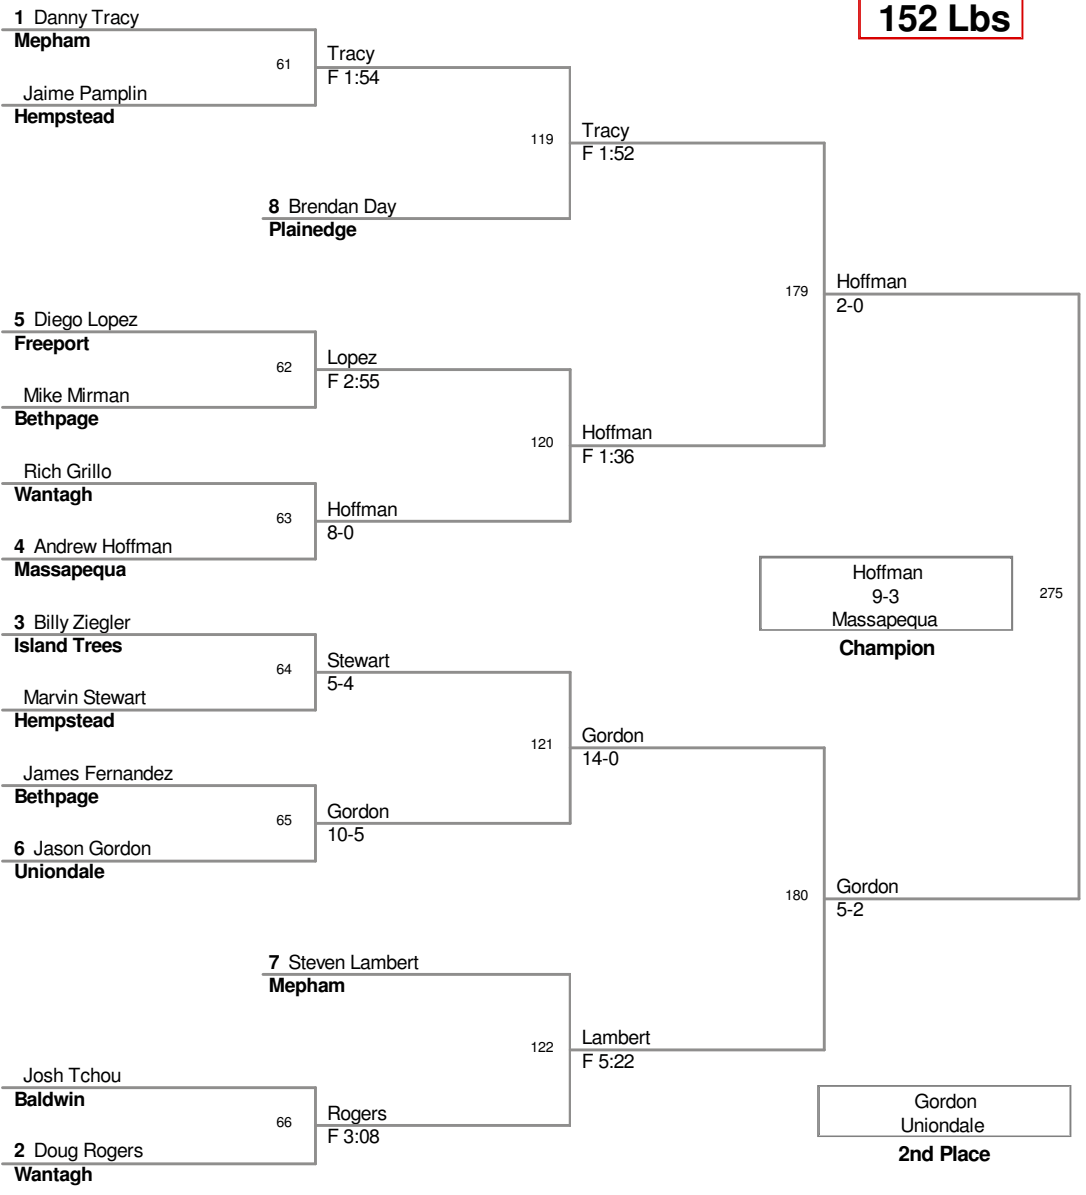 152 Lbs
1 Danny Tracy
Mepham
61
Tracy
F 1:54
Jaime Pamplin
Hempstead
119
Tracy
F 1:52
8 Brendan Day
Plainedge
179
Hoffman
2-0
5 Diego Lopez
Freeport
62
Lopez
F 2:55
Mike Mirman
Bethpage
120
Hoffman
F 1:36
Rich Grillo
Wantagh
63
Hoffman
8-0
4 Andrew Hoffman
Massapequa
Hoffman
9-3
Massapequa
Champion
275
3 Billy Ziegler
Island Trees
64
Stewart
5-4
Marvin Stewart
Hempstead
121
Gordon
14-0
James Fernandez
Bethpage
65
Gordon
10-5
6 Jason Gordon
Uniondale
180
Gordon
5-2
7 Steven Lambert
Mepham
122
Lambert
F 5:22
Josh Tchou
Baldwin
66
Rogers
F 3:08
2 Doug Rogers
Wantagh
Gordon
Uniondale
2nd Place